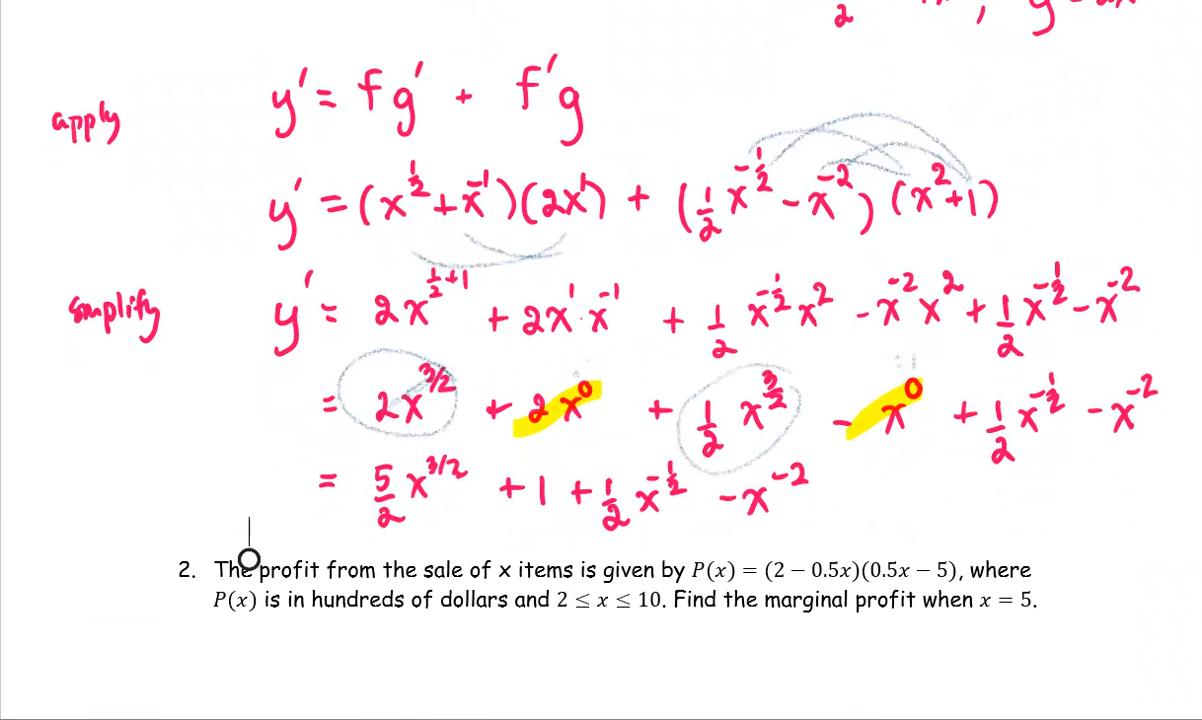 apply
y' = fg' + f'g
y' = (x^{1/2} + x^{-1})(2x^1) + (1/2 x^{-1/2} - x^{-2})(x^2+1)
simplify
y' = 2x^{1/2+1} + 2x^1 · x^{-1} + 1/2 x^{-1/2} x^2 - x^{-2} x^2 + 1/2 x^{-1/2} - x^{-2}
= 2x^{3/2} + 2x^0 + 1/2 x^{3/2} - x^0 + 1/2 x^{-1/2} - x^{-2}
= 5/2 x^{3/2} + 1 + 1/2 x^{-1/2} - x^{-2}
2. The profit from the sale of x items is given by P(x) = (2 − 0.5x)(0.5x − 5), where
P(x) is in hundreds of dollars and 2 ≤ x ≤ 10. Find the marginal profit when x = 5.